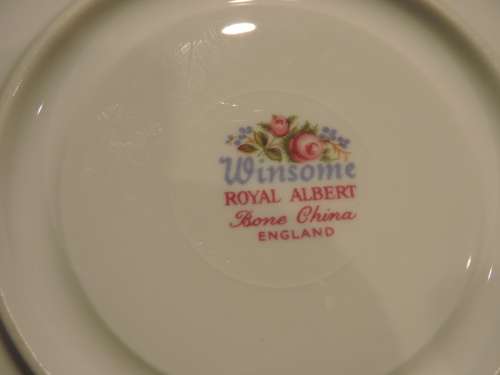 Winsome
ROYAL ALBERT
Bone China
ENGLAND